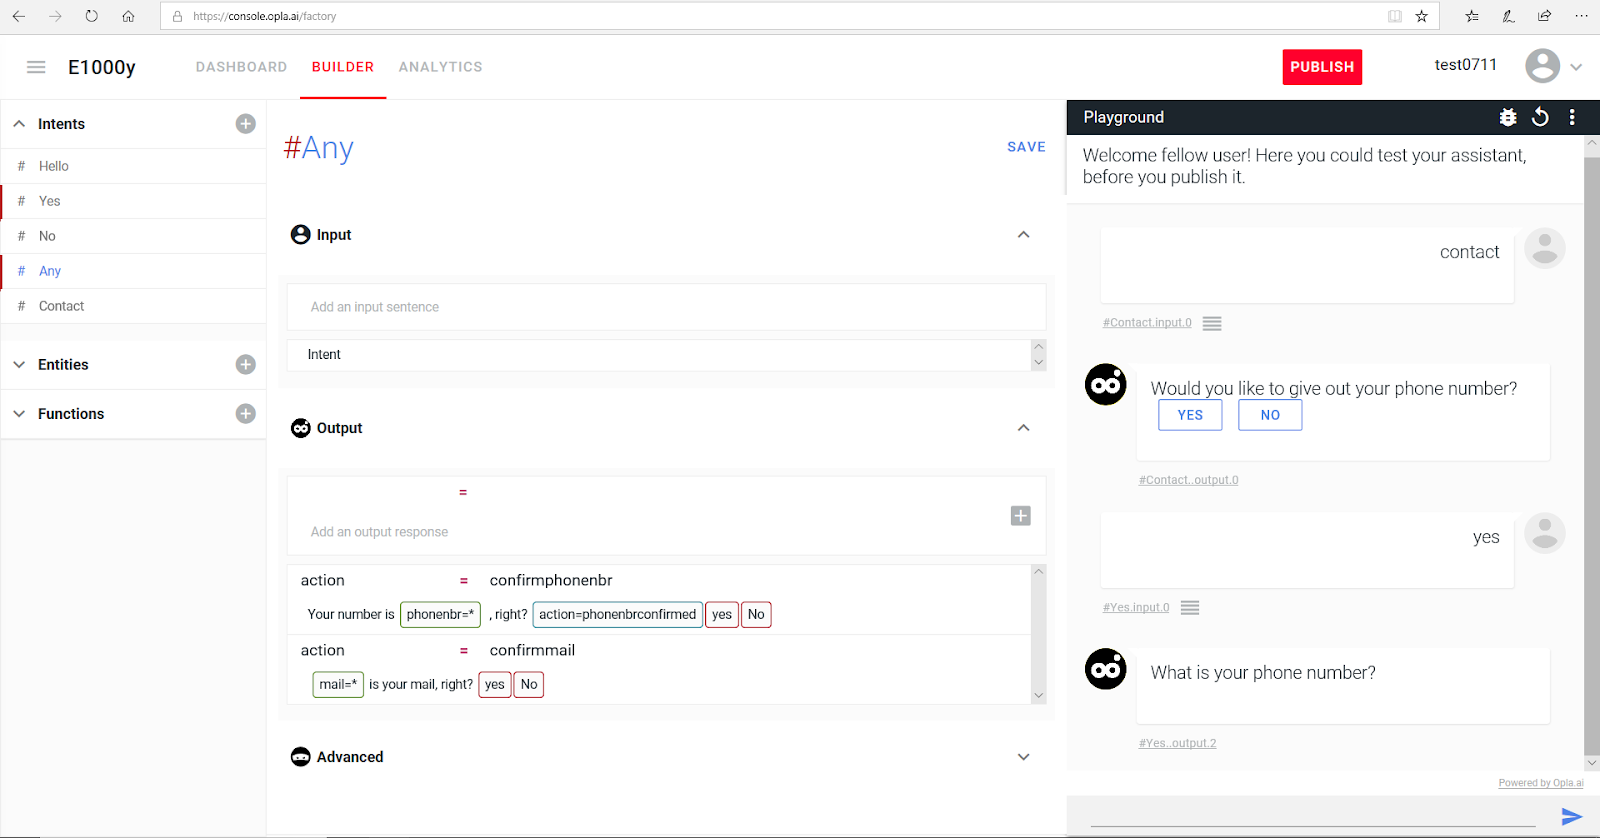 https://console.opla.ai/factory
E1000y
DASHBOARD
BUILDER
ANALYTICS
PUBLISH
test0711
Intents
# Hello
# Yes
# No
# Any
# Contact
Entities
Functions
#Any
SAVE
Input
Add an input sentence
Intent
Output
=
Add an output response
action = confirmphonenbr
Your number is phonenbr=* , right? action=phonenbrconfirmed yes No
action = confirmmail
mail=* is your mail, right? yes No
Advanced
Playground
Welcome fellow user! Here you could test your assistant,
before you publish it.
contact
#Contact.input.0
Would you like to give out your phone number?
YES NO
#Contact..output.0
yes
#Yes.input.0
What is your phone number?
#Yes..output.2
Powered by Opla.ai